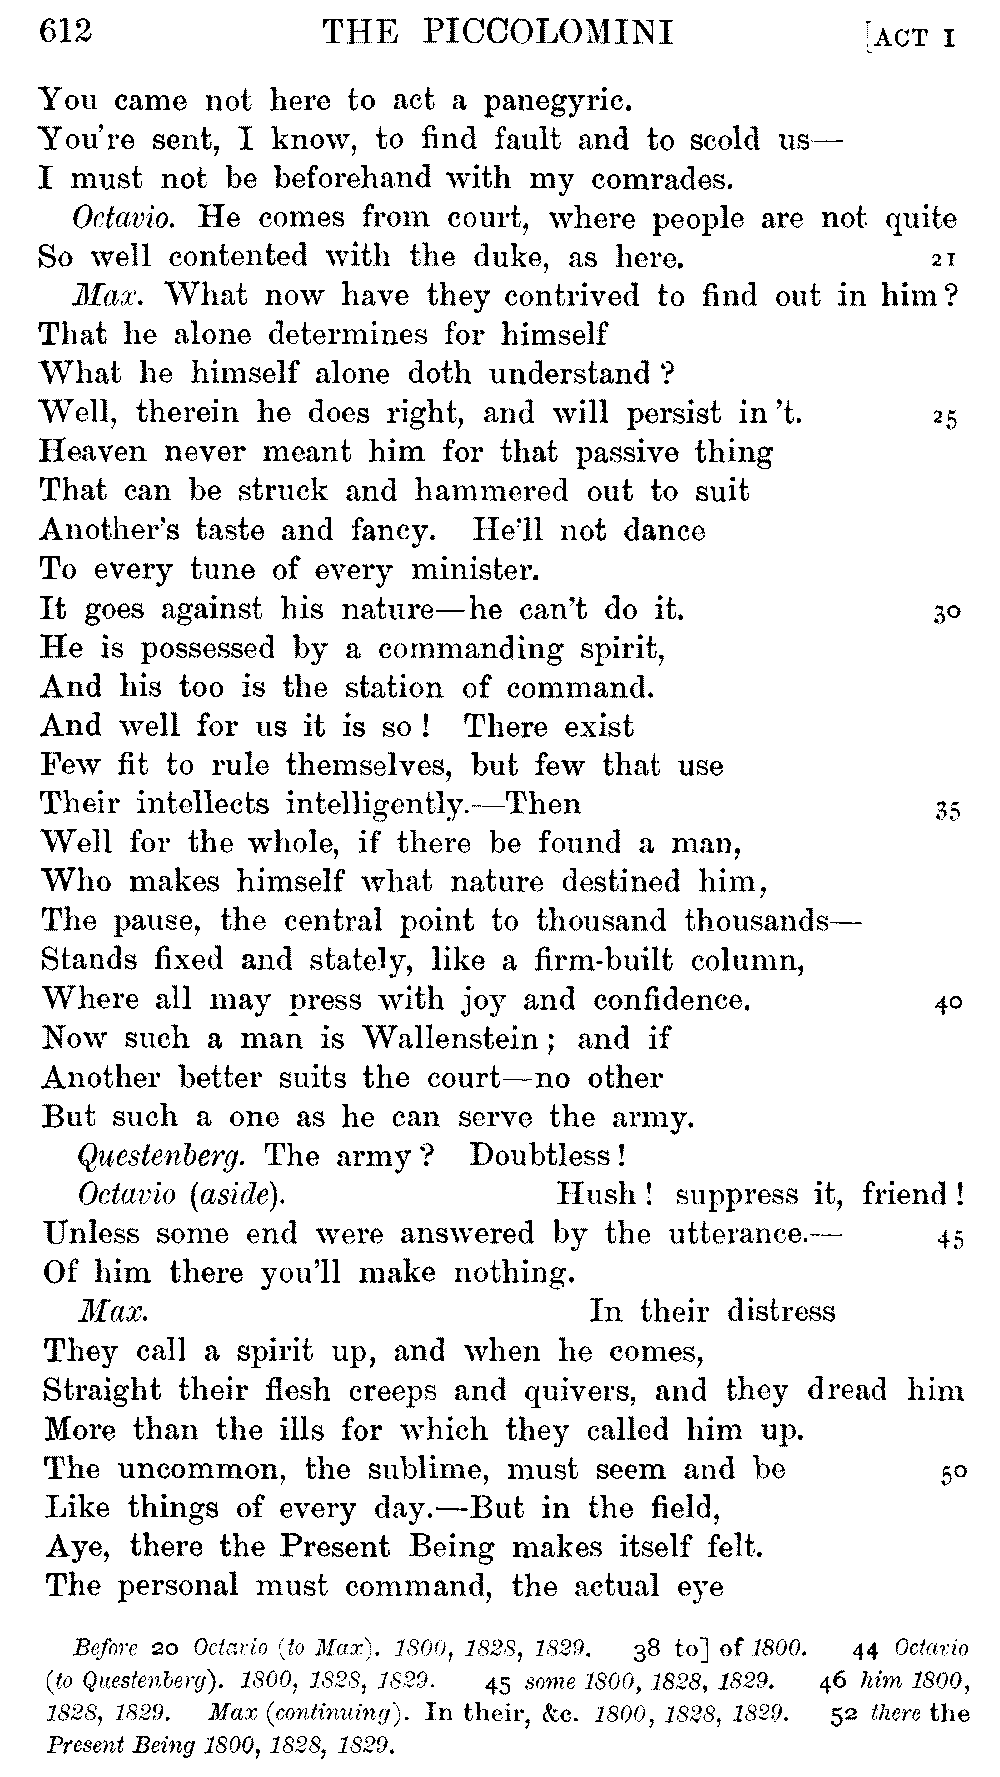 612 THE PICCOLOMINI [ACT I
You came not here to act a panegyric.
You're sent, I know, to find fault and to scold us—
I must not be beforehand with my comrades.
Octavio. He comes from court, where people are not quite
So well contented with the duke, as here. 21
Max. What now have they contrived to find out in him?
That he alone determines for himself
What he himself alone doth understand?
Well, therein he does right, and will persist in 't. 25
Heaven never meant him for that passive thing
That can be struck and hammered out to suit
Another's taste and fancy. He'll not dance
To every tune of every minister.
It goes against his nature—he can't do it. 30
He is possessed by a commanding spirit,
And his too is the station of command.
And well for us it is so! There exist
Few fit to rule themselves, but few that use
Their intellects intelligently.—Then 35
Well for the whole, if there be found a man,
Who makes himself what nature destined him,
The pause, the central point to thousand thousands—
Stands fixed and stately, like a firm-built column,
Where all may press with joy and confidence. 40
Now such a man is Wallenstein; and if
Another better suits the court—no other
But such a one as he can serve the army.
Questenberg. The army? Doubtless!
Octavio (aside). Hush! suppress it, friend!
Unless some end were answered by the utterance.— 45
Of him there you'll make nothing.
Max. In their distress
They call a spirit up, and when he comes,
Straight their flesh creeps and quivers, and they dread him
More than the ills for which they called him up.
The uncommon, the sublime, must seem and be 50
Like things of every day.—But in the field,
Aye, there the Present Being makes itself felt.
The personal must command, the actual eye
Before 20 Octavio (to Max). 1800, 1828, 1829. 38 to] of 1800. 44 Octavio
(to Questenberg). 1800, 1828, 1829. 45 some 1800, 1828, 1829. 46 him 1800,
1828, 1829. Max (continuing). In their, &c. 1800, 1828, 1829. 52 there the
Present Being 1800, 1828, 1829.